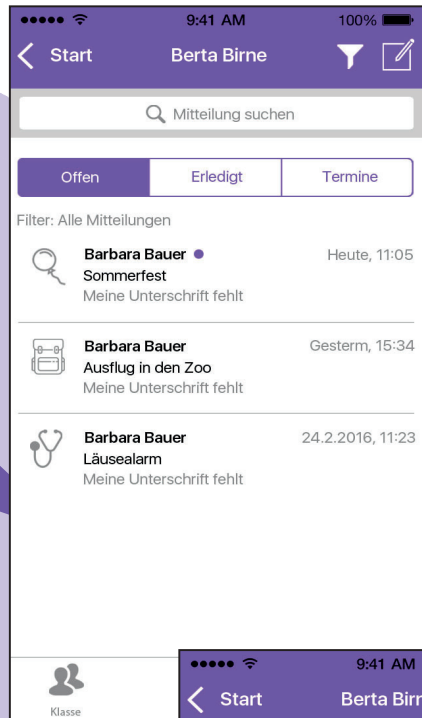 9:41 AM 100%
Start Berta Birne
Mitteilung suchen
Offen Erledigt Termine
Filter: Alle Mitteilungen
Barbara Bauer Heute, 11:05
Sommerfest
Meine Unterschrift fehlt
Barbara Bauer Gesterm, 15:34
Ausflug in den Zoo
Meine Unterschrift fehlt
Barbara Bauer 24.2.2016, 11:23
Läusealarm
Meine Unterschrift fehlt
Klasse
9:41 AM
Start Berta Birn